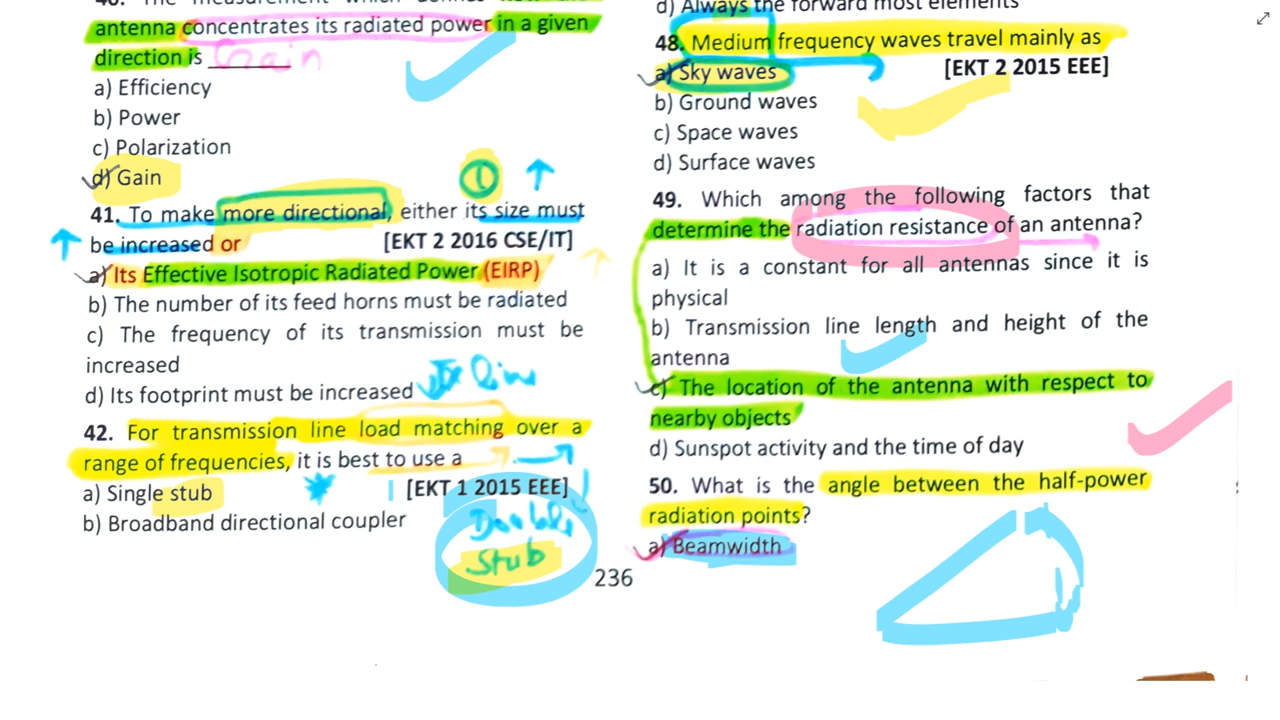 antenna concentrates its radiated power in a given
direction is ______ Gain
a) Efficiency
b) Power
c) Polarization
d) Gain
①
41. To make more directional, either its size must
be increased or [EKT 2 2016 CSE/IT]
a) Its Effective Isotropic Radiated Power (EIRP)
b) The number of its feed horns must be radiated
c) The frequency of its transmission must be
increased
d) Its footprint must be increased
line
42. For transmission line load matching over a
range of frequencies, it is best to use a
[EKT 1 2015 EEE]
a) Single stub
b) Broadband directional coupler
Double
Stub
d) Always the forward most elements
48. Medium frequency waves travel mainly as
[EKT 2 2015 EEE]
a) Sky waves
b) Ground waves
c) Space waves
d) Surface waves
49. Which among the following factors that
determine the radiation resistance of an antenna?
a) It is a constant for all antennas since it is
physical
b) Transmission line length and height of the
antenna
c) The location of the antenna with respect to
nearby objects
d) Sunspot activity and the time of day
50. What is the angle between the half-power
radiation points?
a) Beamwidth
236